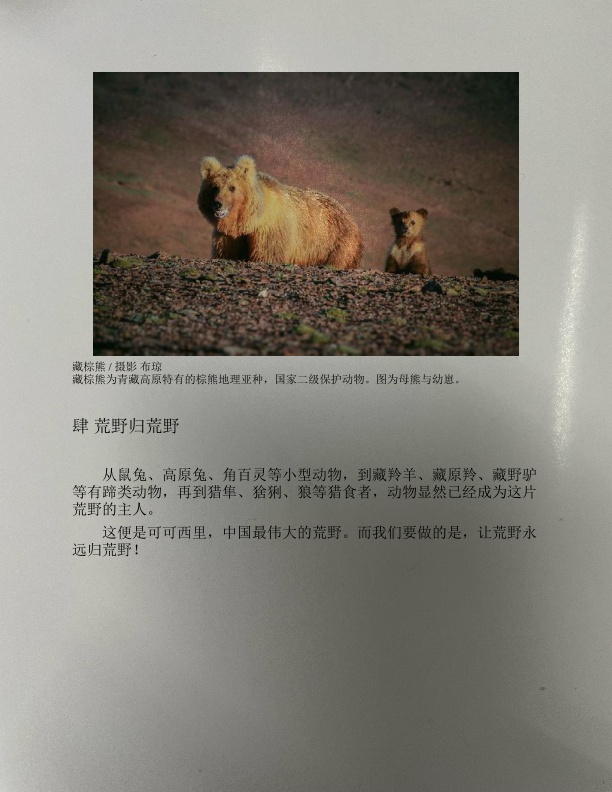 藏棕熊 / 摄影 布琼
藏棕熊为青藏高原特有的棕熊地理亚种，国家二级保护动物。图为母熊与幼崽。
肆 荒野归荒野
从鼠兔、高原兔、角百灵等小型动物，到藏羚羊、藏原羚、藏野驴
等有蹄类动物，再到猎隼、猞猁、狼等猎食者，动物显然已经成为这片
荒野的主人。
这便是可可西里，中国最伟大的荒野。而我们要做的是，让荒野永
远归荒野！